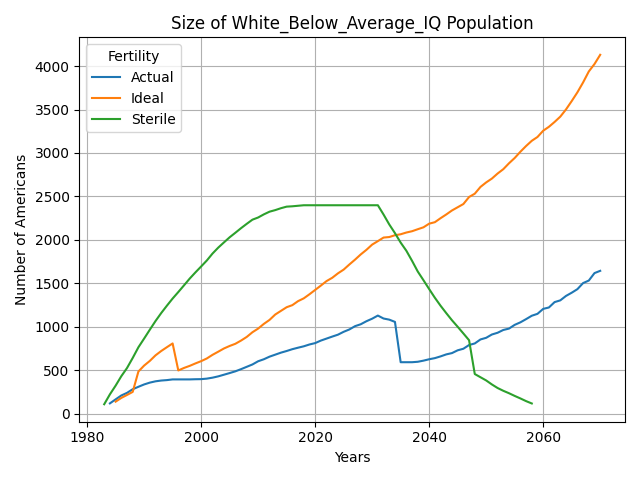 Size of White_Below_Average_IQ Population
Fertility
Actual
Ideal
Sterile
Number of Americans
4000
3500
3000
2500
2000
1500
1000
500
0
1980
2000
2020
2040
2060
Years